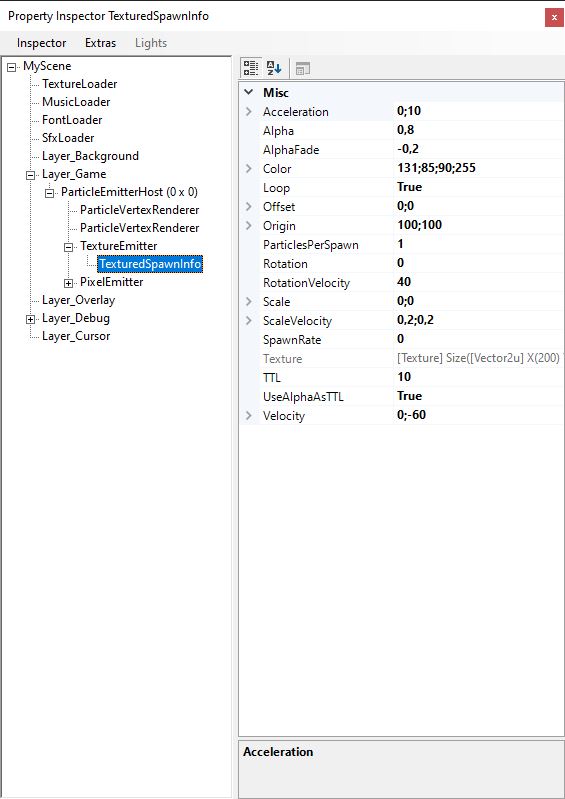 Property Inspector TexturedSpawnInfo
x
Inspector Extras Lights
MyScene
TextureLoader
MusicLoader
FontLoader
SfxLoader
Layer_Background
Layer_Game
ParticleEmitterHost (0 x 0)
ParticleVertexRenderer
ParticleVertexRenderer
TextureEmitter
TexturedSpawnInfo
PixelEmitter
Layer_Overlay
Layer_Debug
Layer_Cursor
Misc
Acceleration 0;10
Alpha 0,8
AlphaFade -0,2
Color 131;85;90;255
Loop True
Offset 0;0
Origin 100;100
ParticlesPerSpawn 1
Rotation 0
RotationVelocity 40
Scale 0;0
ScaleVelocity 0,2;0,2
SpawnRate 0
Texture [Texture] Size([Vector2u] X(200)
TTL 10
UseAlphaAsTTL True
Velocity 0;-60
Acceleration